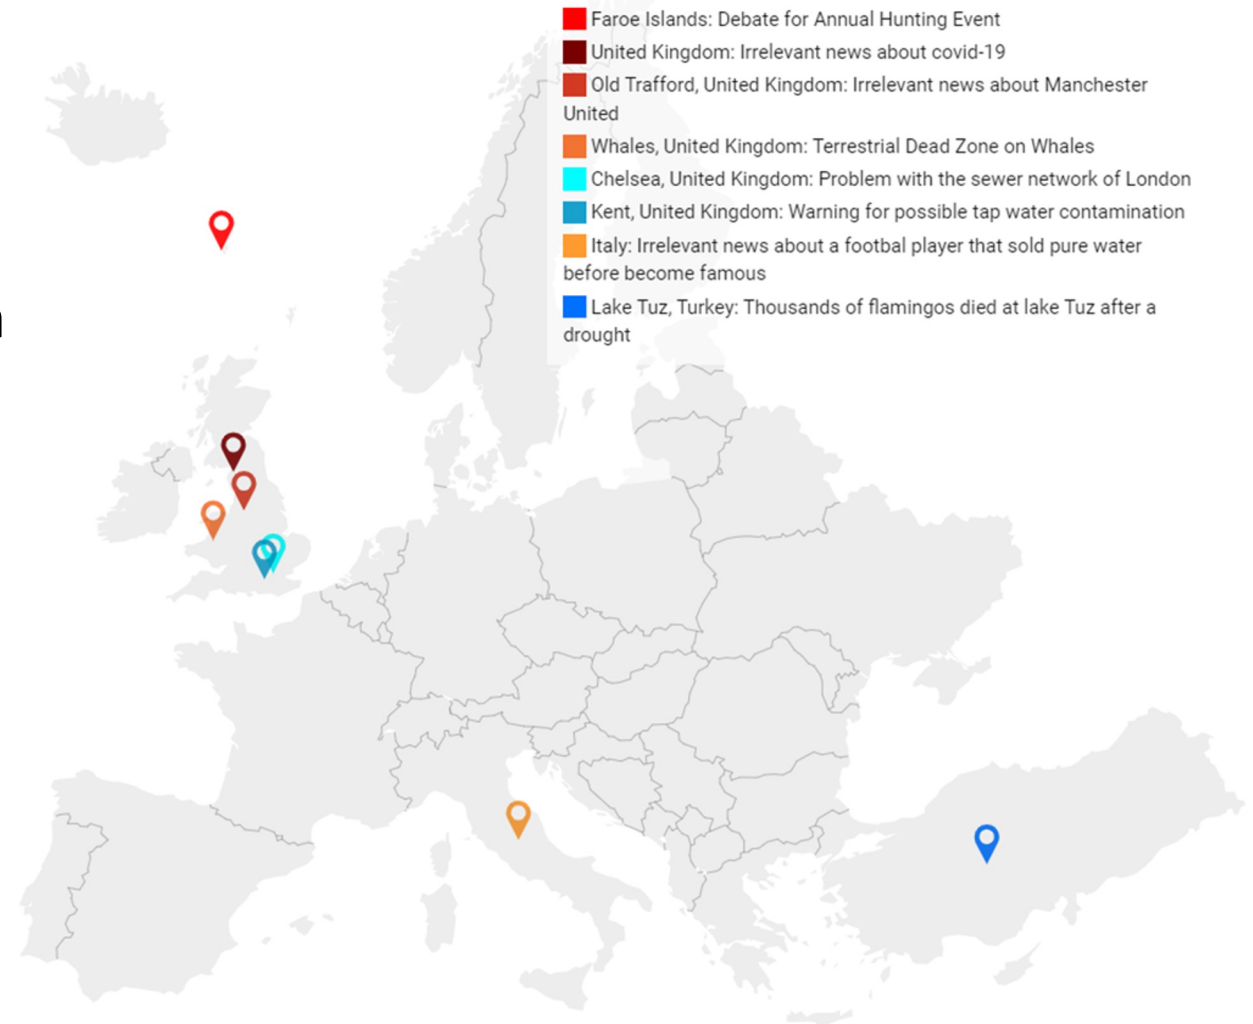 Faroe Islands: Debate for Annual Hunting Event
United Kingdom: Irrelevant news about covid-19
Old Trafford, United Kingdom: Irrelevant news about Manchester
United
Whales, United Kingdom: Terrestrial Dead Zone on Whales
Chelsea, United Kingdom: Problem with the sewer network of London
Kent, United Kingdom: Warning for possible tap water contamination
Italy: Irrelevant news about a footbal player that sold pure water
before become famous
Lake Tuz, Turkey: Thousands of flamingos died at lake Tuz after a
drought